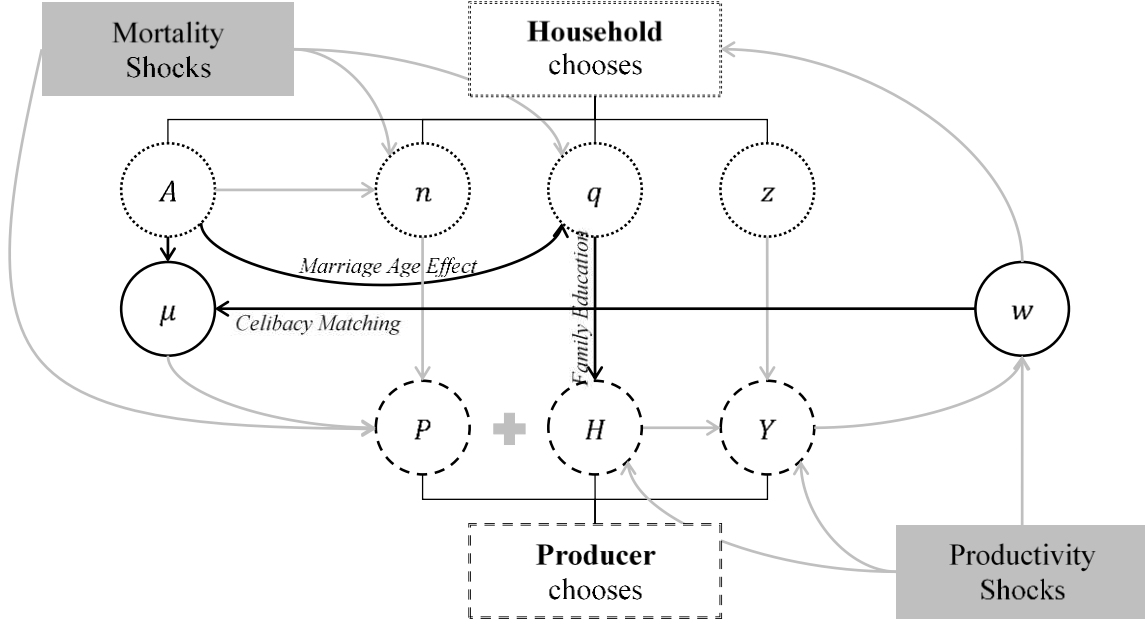 Mortality
Shocks
Household
chooses
A
n
q
z
Marriage Age Effect
Family Education
μ
Celibacy Matching
w
P
H
Y
Producer
chooses
Productivity
Shocks